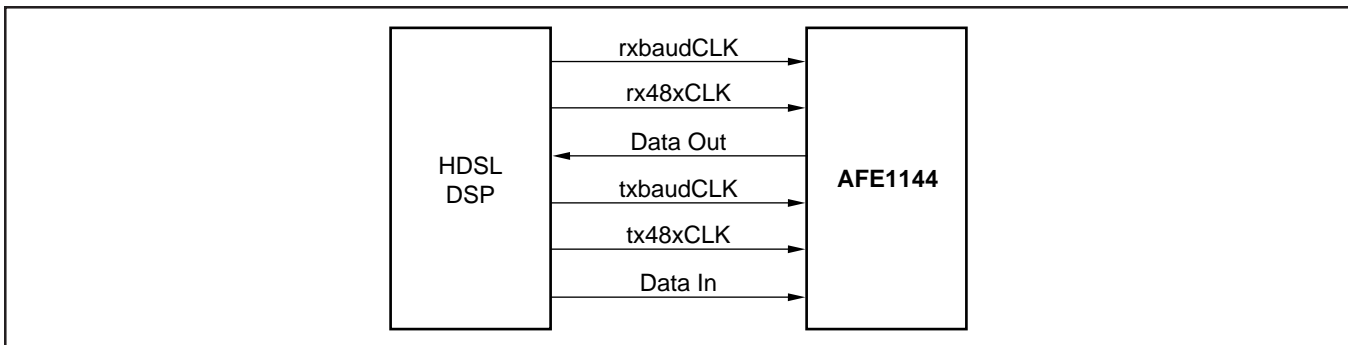 rxbaudCLK
rx48xCLK
Data Out
HDSL
DSP
txbaudCLK
tx48xCLK
Data In
AFE1144